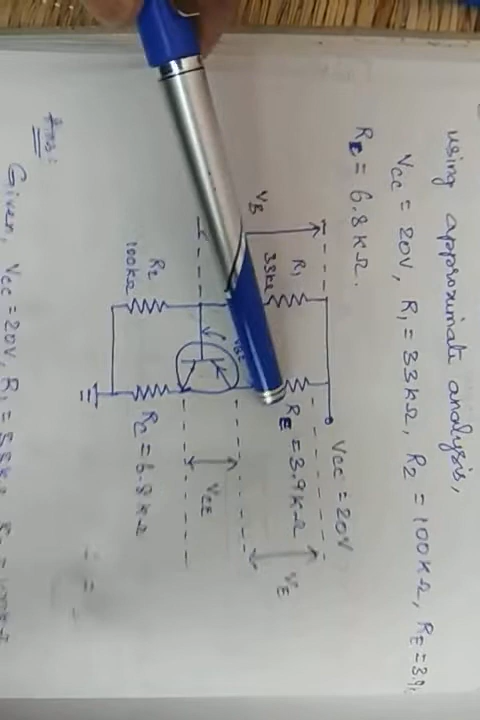 using approximate analysis,
Vcc = 20V, R1 = 33KΩ, R2 = 100KΩ, RE = 3.9
RC = 6.8KΩ.
Vcc = 20V
VB
R1
33KΩ
RE = 3.9KΩ
VE
VCE
R2
100KΩ
RC = 6.8KΩ
Ans:
Given, Vcc = 20V, R1 = 33KΩ,